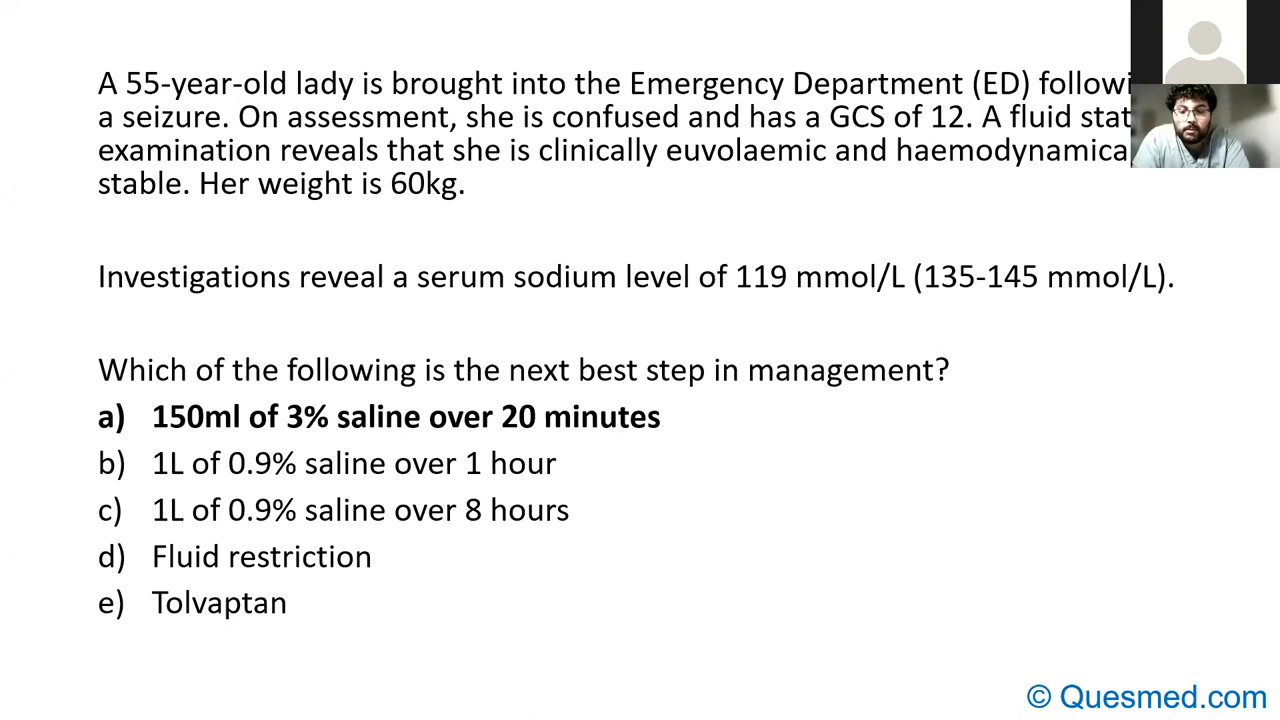 A 55-year-old lady is brought into the Emergency Department (ED)
a seizure. On assessment, she is confused and has a GCS of 12. A fluid
examination reveals that she is clinically euvolaemic and
stable. Her weight is 60kg.
Investigations reveal a serum sodium level of 119 mmol/L (135-145 mmol/L).
Which of the following is the next best step in management?
a) 150ml of 3% saline over 20 minutes
b) 1L of 0.9% saline over 1 hour
c) 1L of 0.9% saline over 8 hours
d) Fluid restriction
e) Tolvaptan
© Quesmed.com